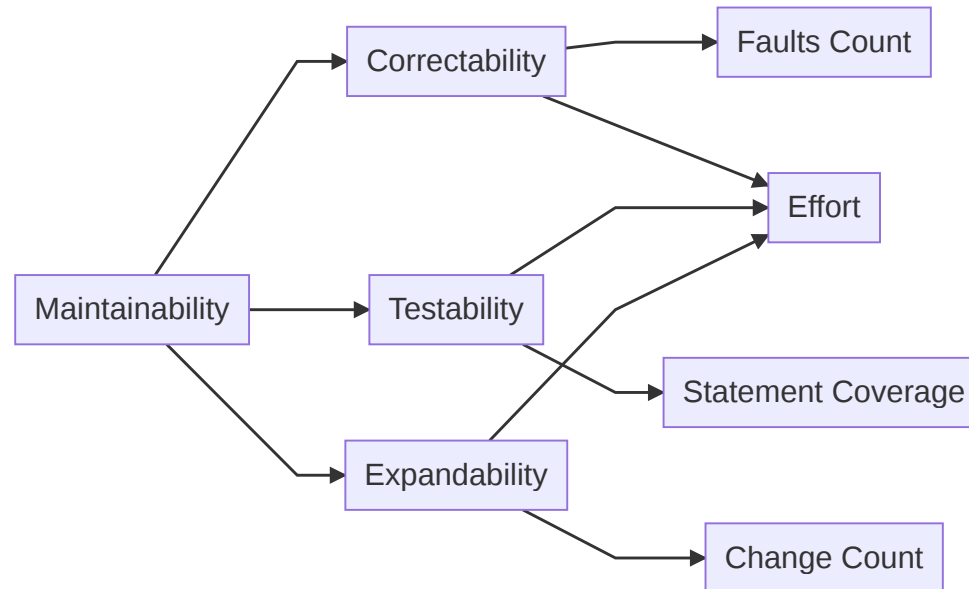 Maintainability
Correctability
Testability
Expandability
Faults Count
Effort
Statement Coverage
Change Count